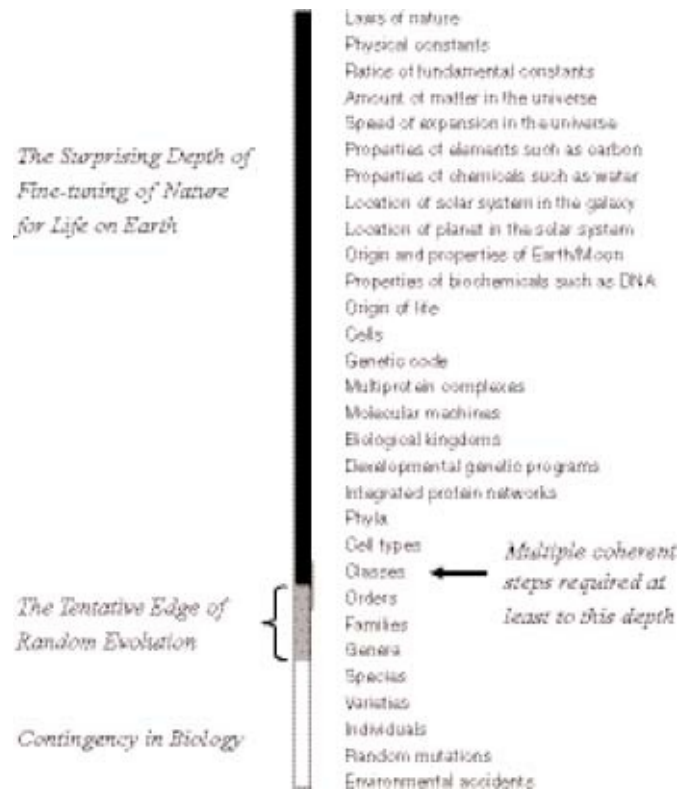 The Surprising Depth of
Fine-tuning of Nature
for Life on Earth
The Tentative Edge of
Random Evolution
Contingency in Biology
Laws of nature
Physical constants
Ratios of fundamental constants
Amount of matter in the universe
Speed of expansion in the universe
Properties of elements such as carbon
Properties of chemicals such as water
Location of solar system in the galaxy
Location of planet in the solar system
Origin and properties of Earth/Moon
Properties of biochemicals such as DNA
Origin of life
Cells
Genetic code
Multiprotein complexes
Molecular machines
Biological kingdoms
Developmental genetic programs
Integrated protein networks
Phyla
Cell types
Classes
Orders
Families
Genera
Species
Varieties
Individuals
Random mutations
Environmental accidents
Multiple coherent
steps required at
least to this depth